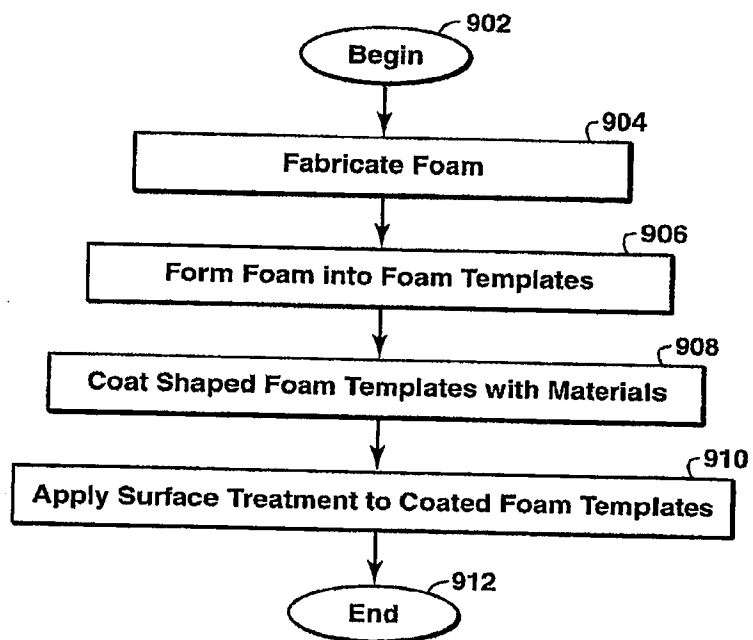 902
Begin
904
Fabricate Foam
906
Form Foam into Foam Templates
908
Coat Shaped Foam Templates with Materials
910
Apply Surface Treatment to Coated Foam Templates
912
End